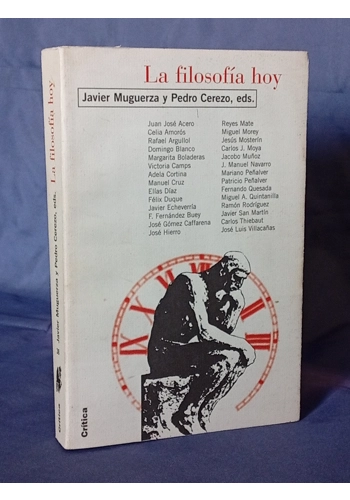 La filosofía hoy
Javier Muguerza y Pedro Cerezo, eds.
Juan José Acero
Celia Amorós
Rafael Argullol
Domingo Blanco
Margarita Boladeras
Victoria Camps
Adela Cortina
Manuel Cruz
Elías Díaz
Félix Duque
Javier Echeverría
F. Fernández Buey
José Gómez Caffarena
José Hierro
Reyes Mate
Miguel Morey
Jesús Mosterín
Carlos J. Moya
Jacobo Muñoz
J. Manuel Navarro
Mariano Peñalver
Patricio Peñalver
Fernando Quesada
Miguel A. Quintanilla
Ramón Rodríguez
Javier San Martín
Carlos Thiebaut
José Luis Villacañas
Crítica
Crítica
Javier Muguerza y Pedro Cerezo, eds.
La filosofía hoy